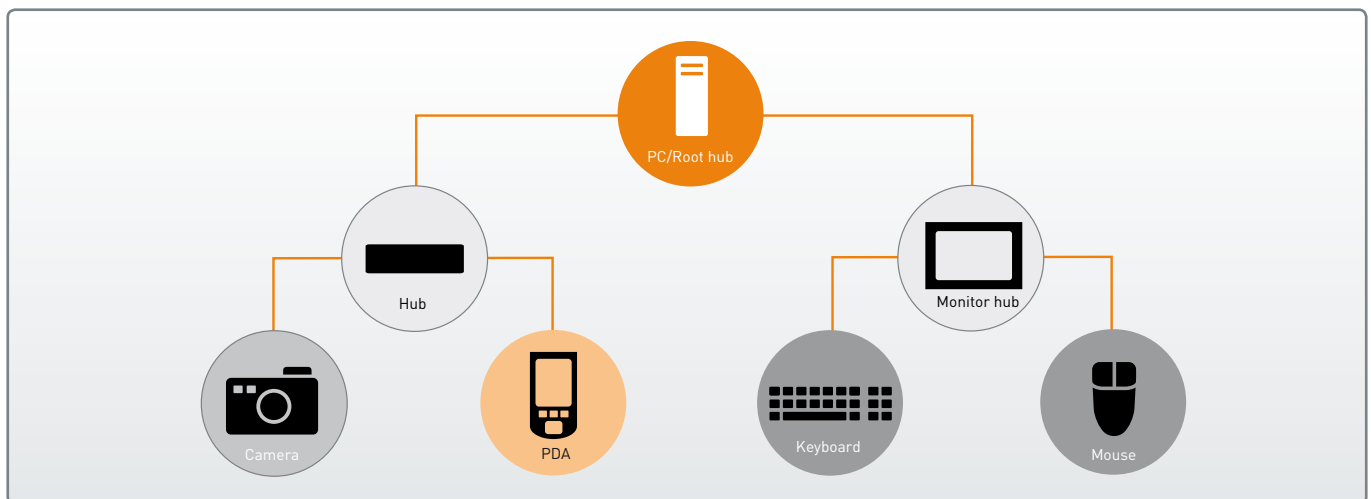 PC/Root hub
Hub
Monitor hub
Camera
PDA
Keyboard
Mouse